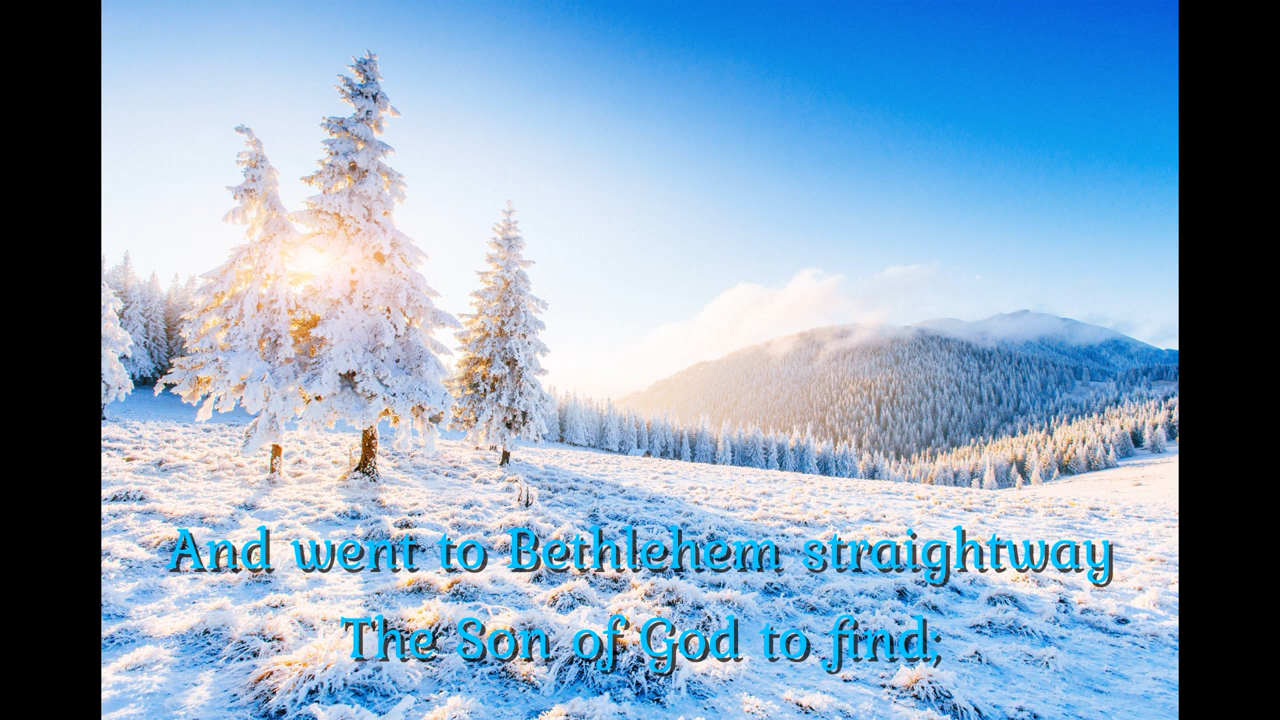 And went to Bethlehem straightway
The Son of God to find;